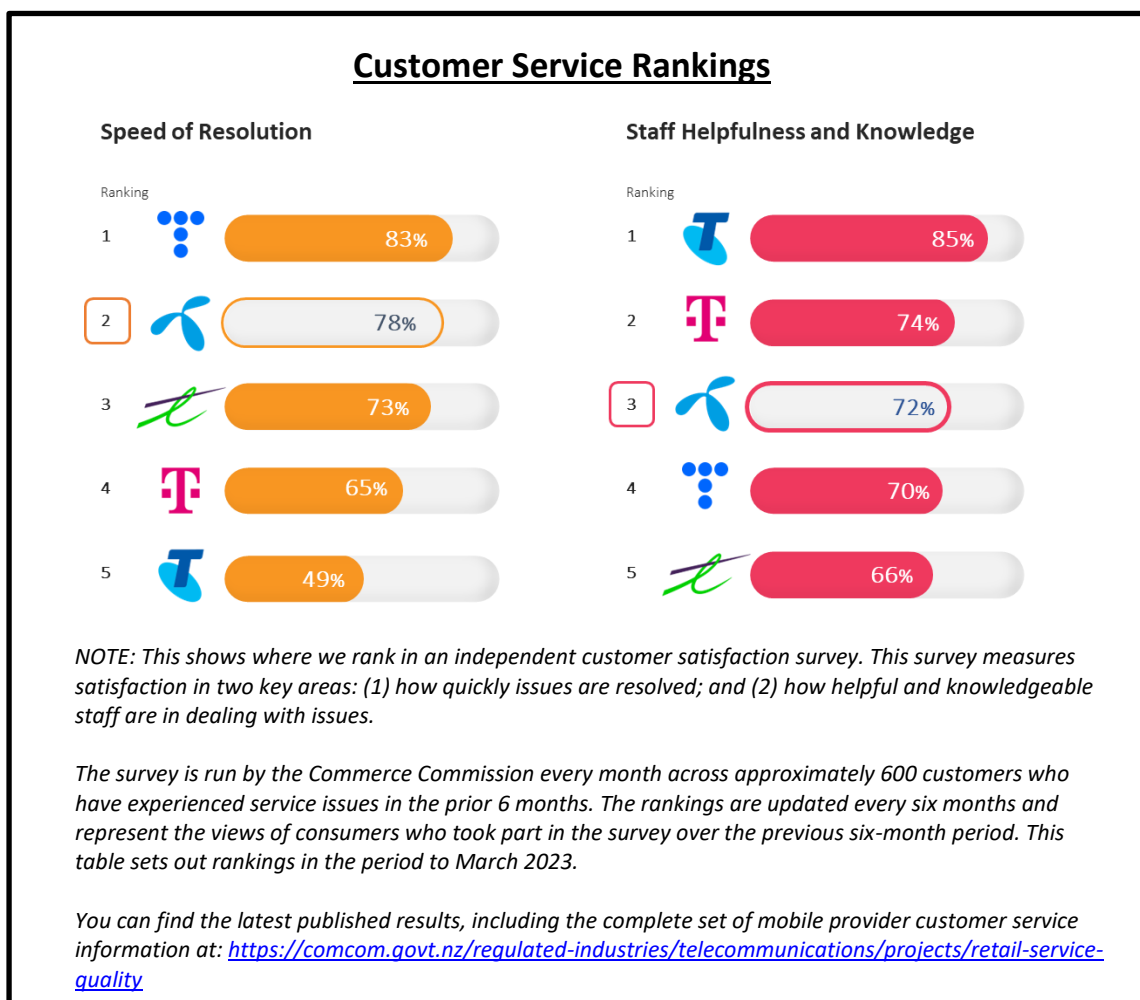 Customer Service Rankings
Speed of Resolution
Ranking
1 83%
2 78%
3 73%
4 65%
5 49%
Staff Helpfulness and Knowledge
Ranking
1 85%
2 74%
3 72%
4 70%
5 66%
NOTE: This shows where we rank in an independent customer satisfaction survey. This survey measures
satisfaction in two key areas: (1) how quickly issues are resolved; and (2) how helpful and knowledgeable
staff are in dealing with issues.
The survey is run by the Commerce Commission every month across approximately 600 customers who
have experienced service issues in the prior 6 months. The rankings are updated every six months and
represent the views of consumers who took part in the survey over the previous six-month period. This
table sets out rankings in the period to March 2023.
You can find the latest published results, including the complete set of mobile provider customer service
information at: https://comcom.govt.nz/regulated-industries/telecommunications/projects/retail-service-
quality